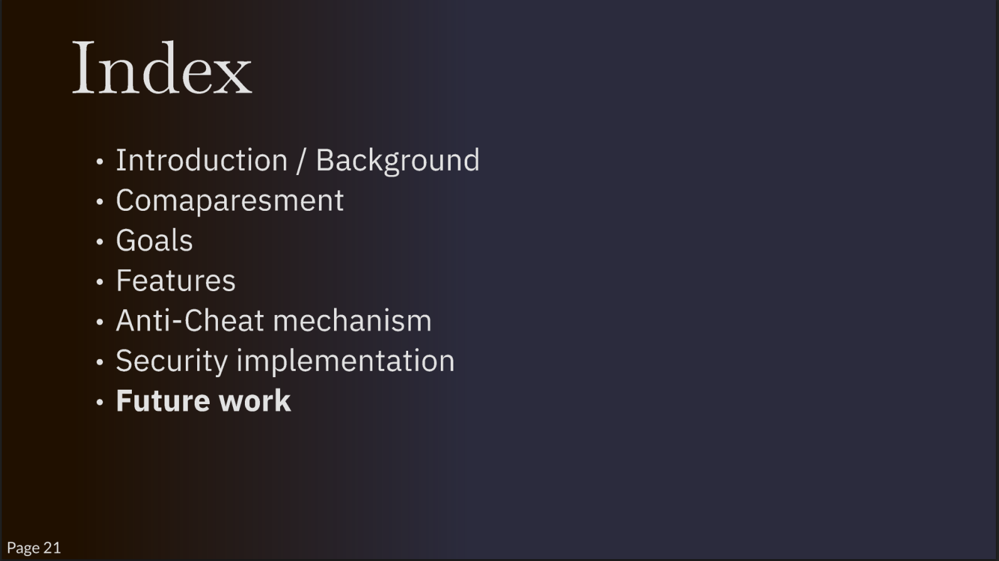 Index
• Introduction / Background
• Comaparesment
• Goals
• Features
• Anti-Cheat mechanism
• Security implementation
• Future work
Page 21